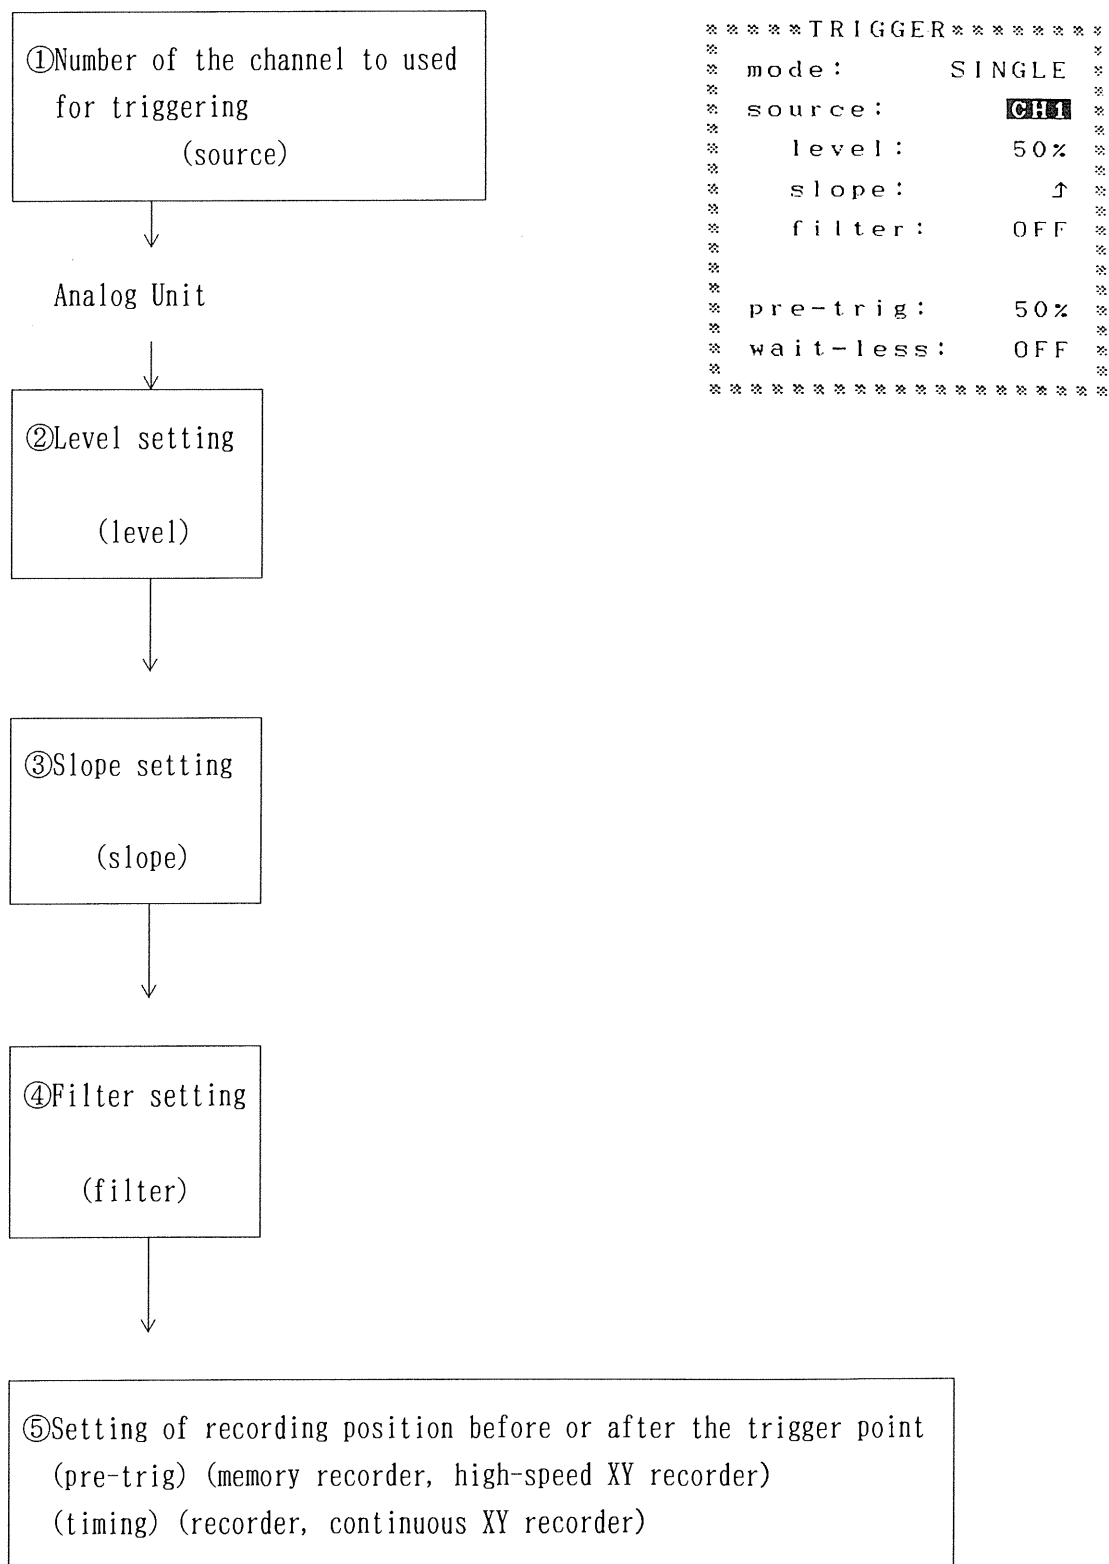 ①Number of the channel to used
for triggering
(source)
Analog Unit
②Level setting
(level)
③Slope setting
(slope)
④Filter setting
(filter)
⑤Setting of recording position before or after the trigger point
(pre-trig) (memory recorder, high-speed XY recorder)
(timing) (recorder, continuous XY recorder)
TRIGGER
mode: SINGLE
source: CH1
level: 50%
slope: ↑
filter: OFF
pre-trig: 50%
wait-less: OFF